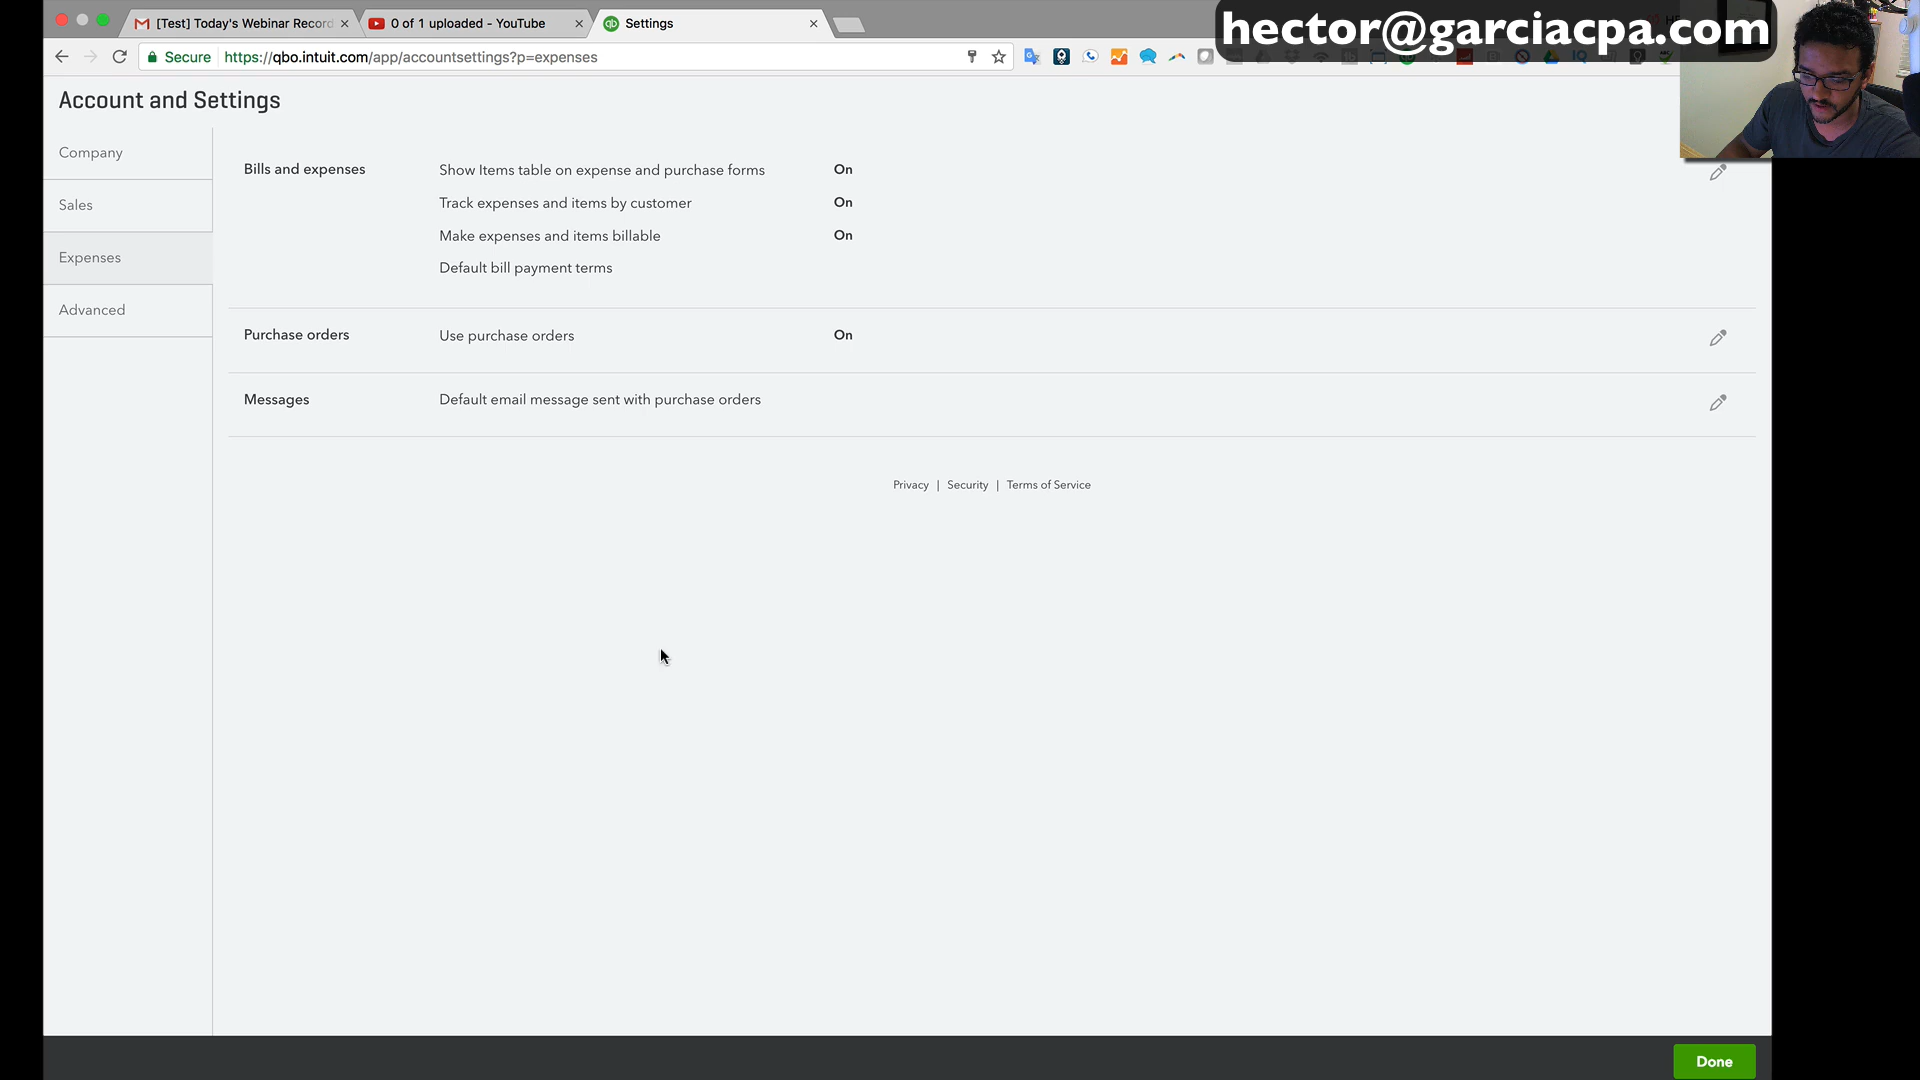 [Test] Today's Webinar Record
0 of 1 uploaded - YouTube
Settings
hector@garciacpa.com
Secure
https://qbo.intuit.com/app/accountsettings?p=expenses
Account and Settings
Company
Sales
Expenses
Advanced
Bills and expenses
Show Items table on expense and purchase forms
On
Track expenses and items by customer
On
Make expenses and items billable
On
Default bill payment terms
Purchase orders
Use purchase orders
On
Messages
Default email message sent with purchase orders
Privacy | Security | Terms of Service
Done